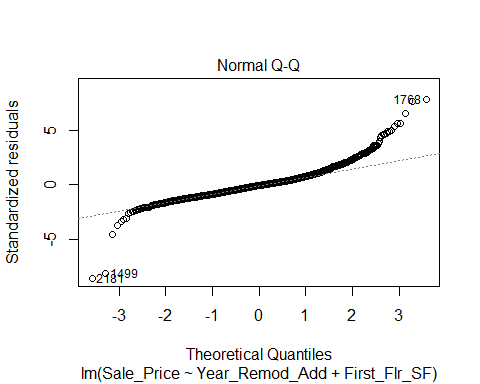 Normal Q-Q
Standardized residuals
5
0
-5
1768
1499
2181
-3 -2 -1 0 1 2 3
Theoretical Quantiles
lm(Sale_Price ~ Year_Remod_Add + First_Flr_SF)